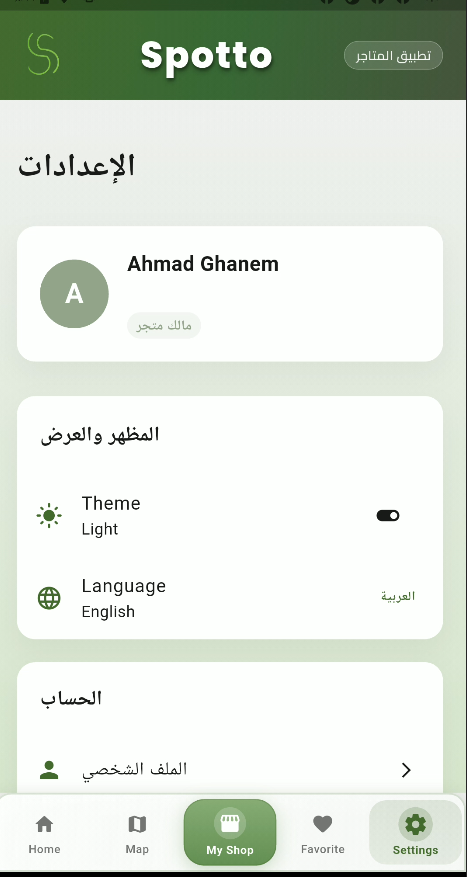 Spotto
تطبيق المتاجر
الإعدادات
A
Ahmad Ghanem
مالك متجر
المظهر والعرض
Theme
Light
Language
English
العربية
الحساب
الملف الشخصي
Home
Map
My Shop
Favorite
Settings